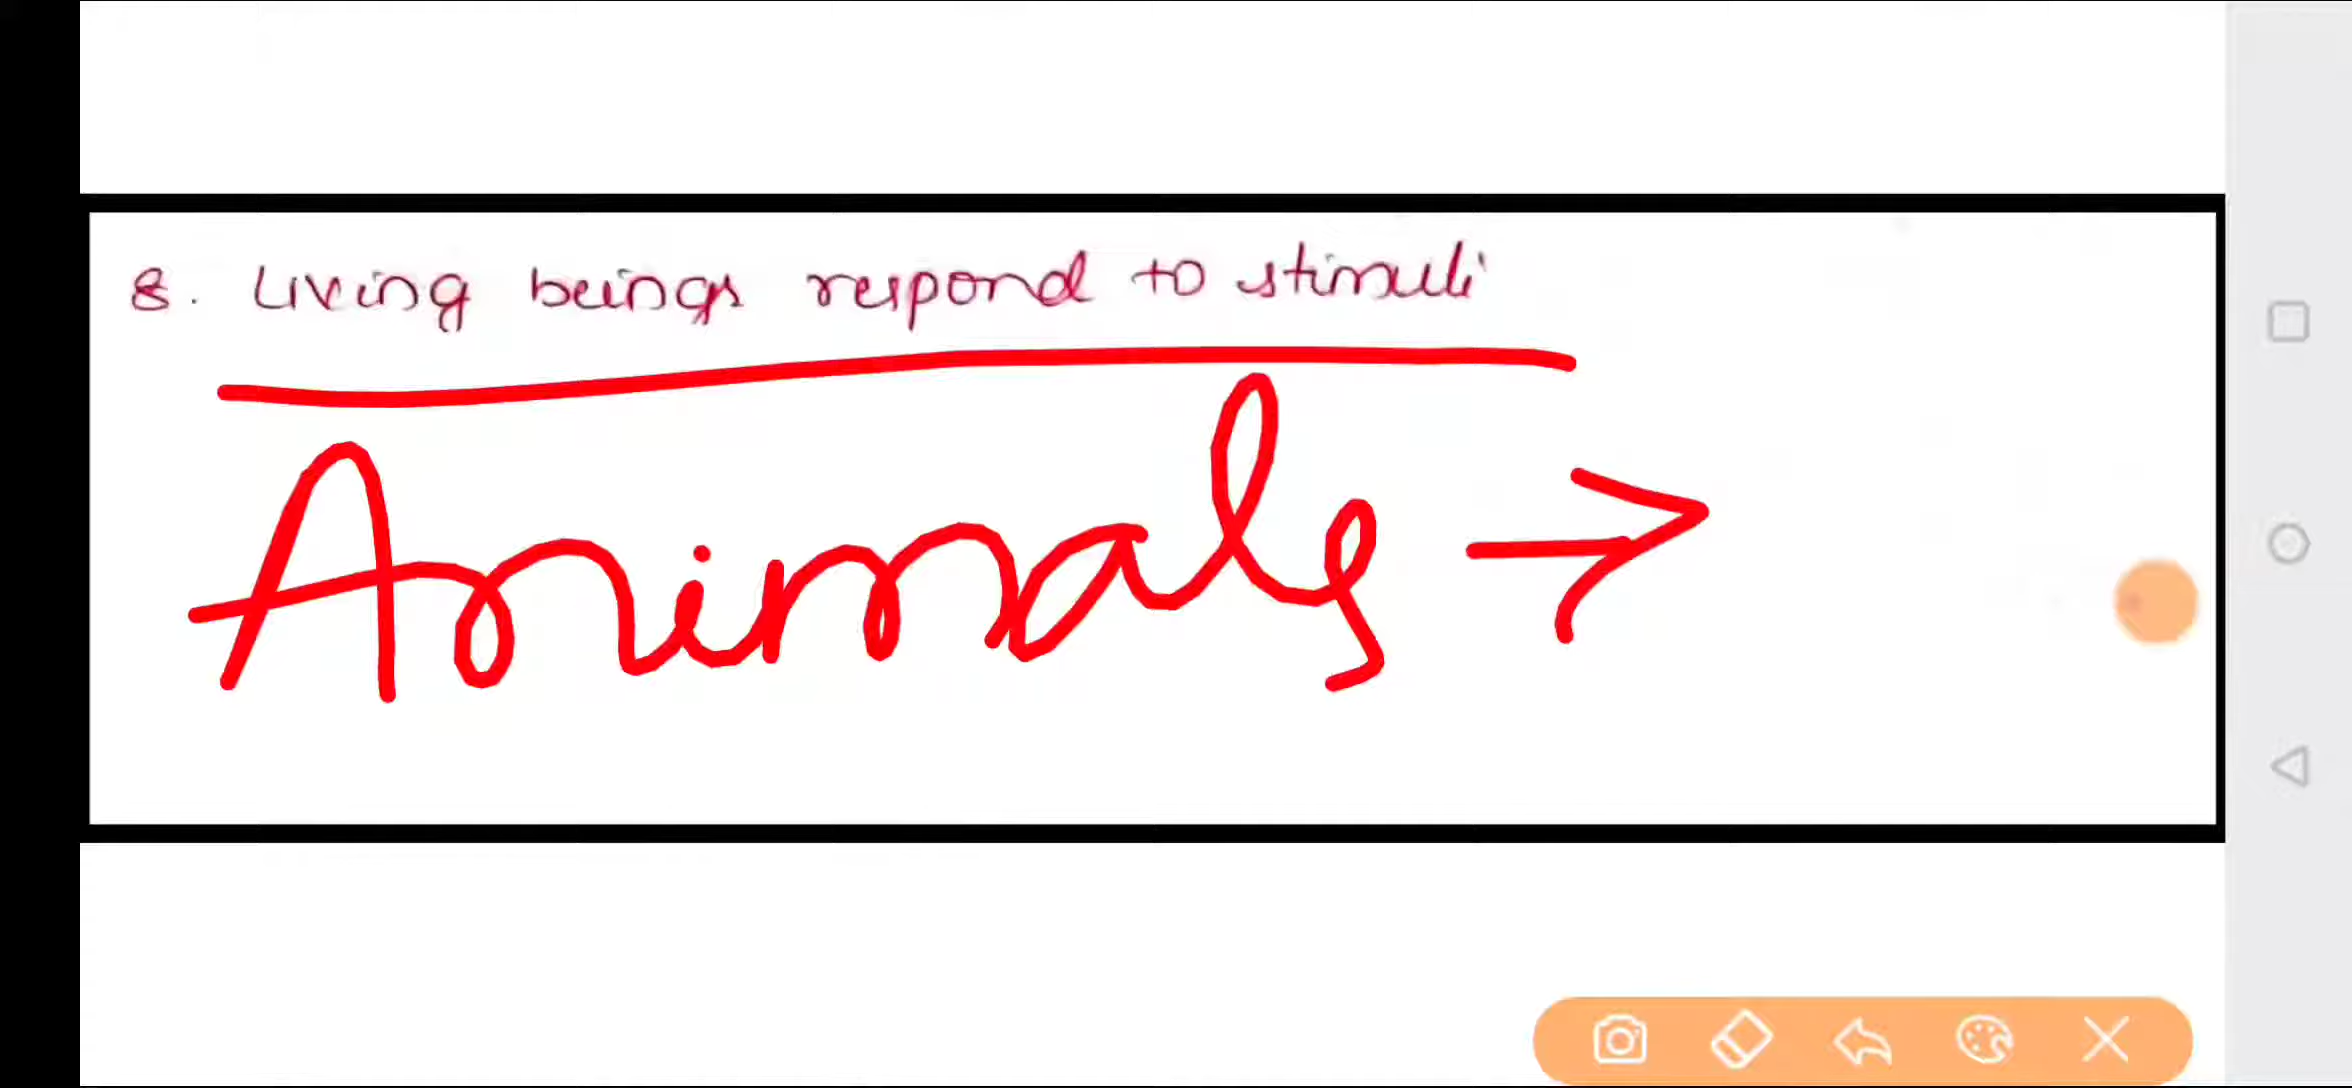 8. Living beings respond to stimuli
Animals →